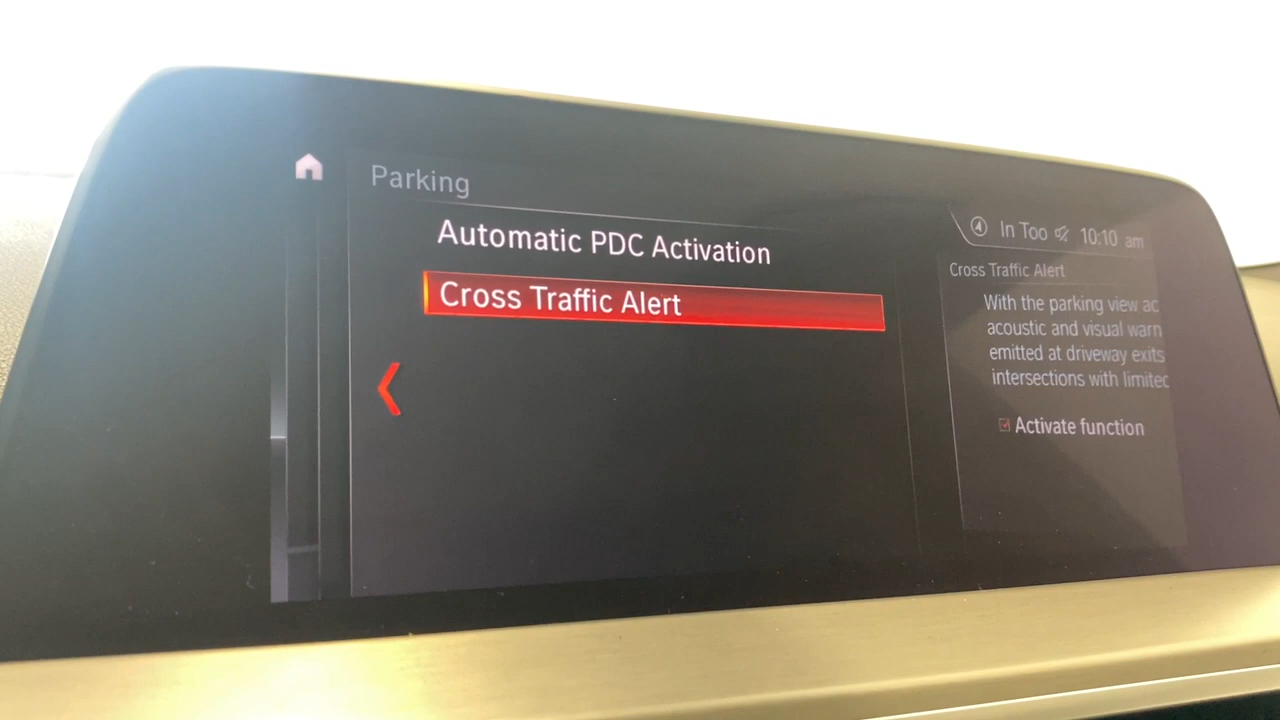 Parking
Automatic PDC Activation
Cross Traffic Alert
In Too 10:10 am
Cross Traffic Alert
With the parking view ac
acoustic and visual warn
emitted at driveway exits
intersections with limited
Activate function